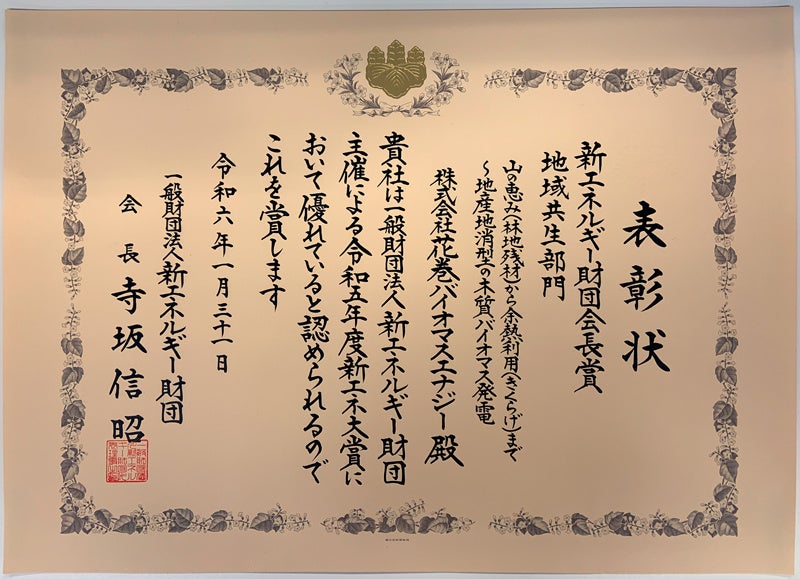 表彰状
新エネルギー財団会長賞
地域共生部門
山の恵み(林地残材)から余熱利用(きくらげ)まで
～地産地消型の木質バイオマス発電
株式会社花巻バイオマスエナジー 殿
貴社は一般財団法人新エネルギー財団
主催による令和五年度新エネ大賞に
おいて優れていると認められるので
これを賞します
令和六年一月三十一日
一般財団法人新エネルギー財団
会長 寺坂信昭